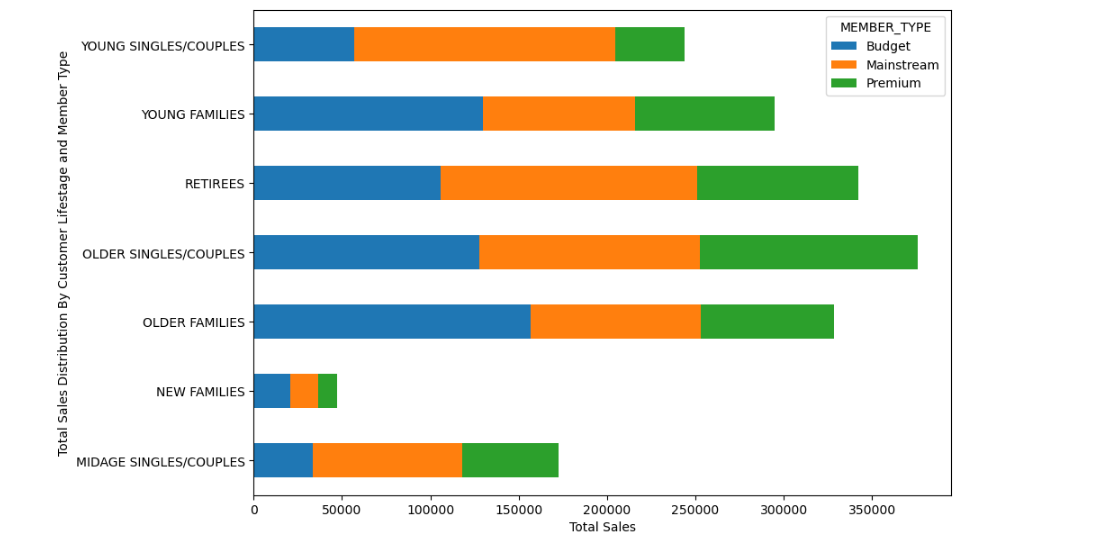 Total Sales Distribution By Customer Lifestage and Member Type
YOUNG SINGLES/COUPLES
YOUNG FAMILIES
RETIREES
OLDER SINGLES/COUPLES
OLDER FAMILIES
NEW FAMILIES
MIDAGE SINGLES/COUPLES
MEMBER_TYPE
Budget
Mainstream
Premium
0 50000 100000 150000 200000 250000 300000 350000
Total Sales